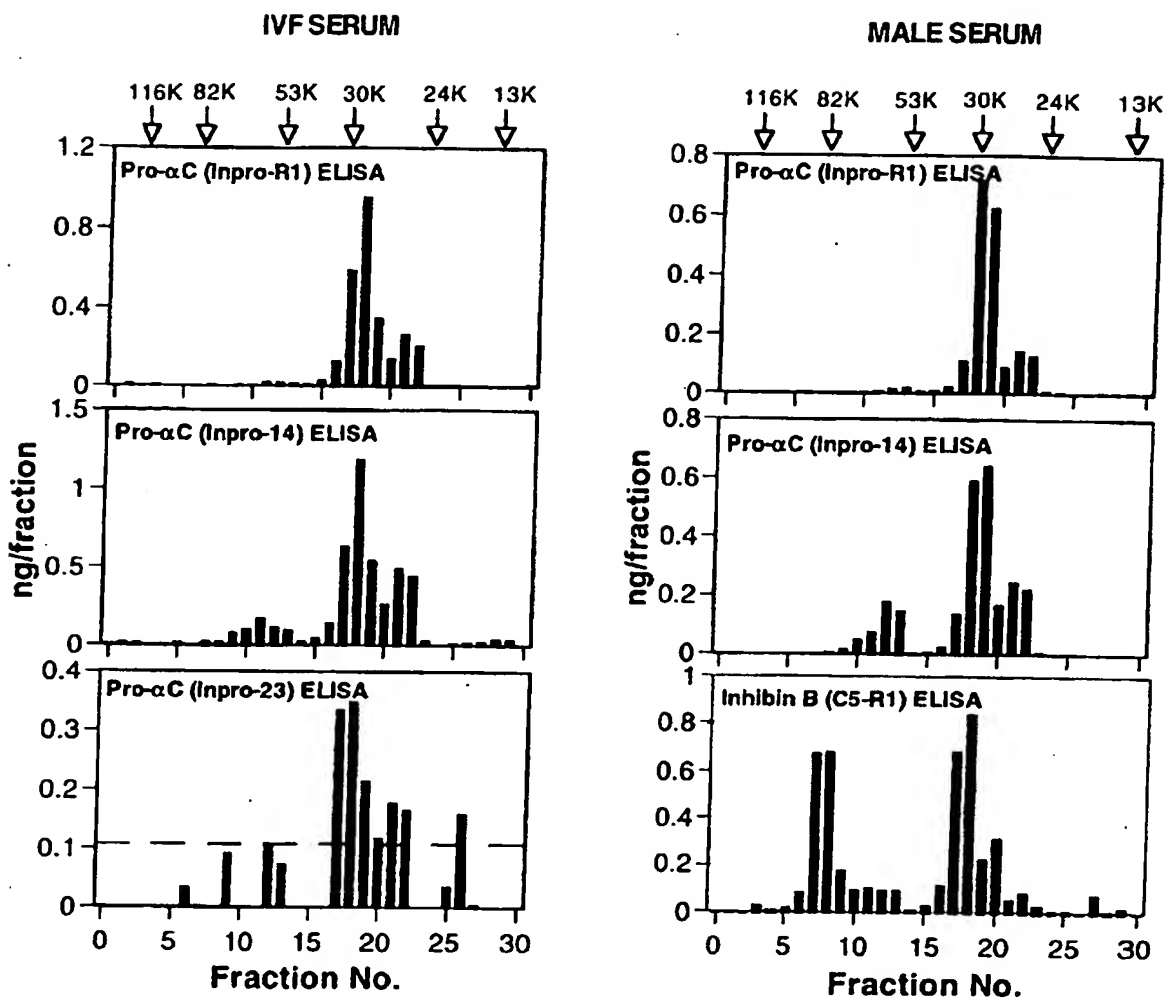 IVF SERUM
116K 82K 53K 30K 24K 13K
1.2
Pro-αC (Inpro-R1) ELISA
0.8
0.4
0
1.5
Pro-αC (Inpro-14) ELISA
1
0.5
0
ng/fraction
0.4
Pro-αC (Inpro-23) ELISA
0.3
0.2
0.1
0
0 5 10 15 20 25 30
Fraction No.
MALE SERUM
116K 82K 53K 30K 24K 13K
0.8
Pro-αC (Inpro-R1) ELISA
0.6
0.4
0.2
0
0.8
Pro-αC (Inpro-14) ELISA
0.6
0.4
0.2
0
ng/fraction
1
Inhibin B (C5-R1) ELISA
0.8
0.6
0.4
0.2
0
0 5 10 15 20 25 30
Fraction No.